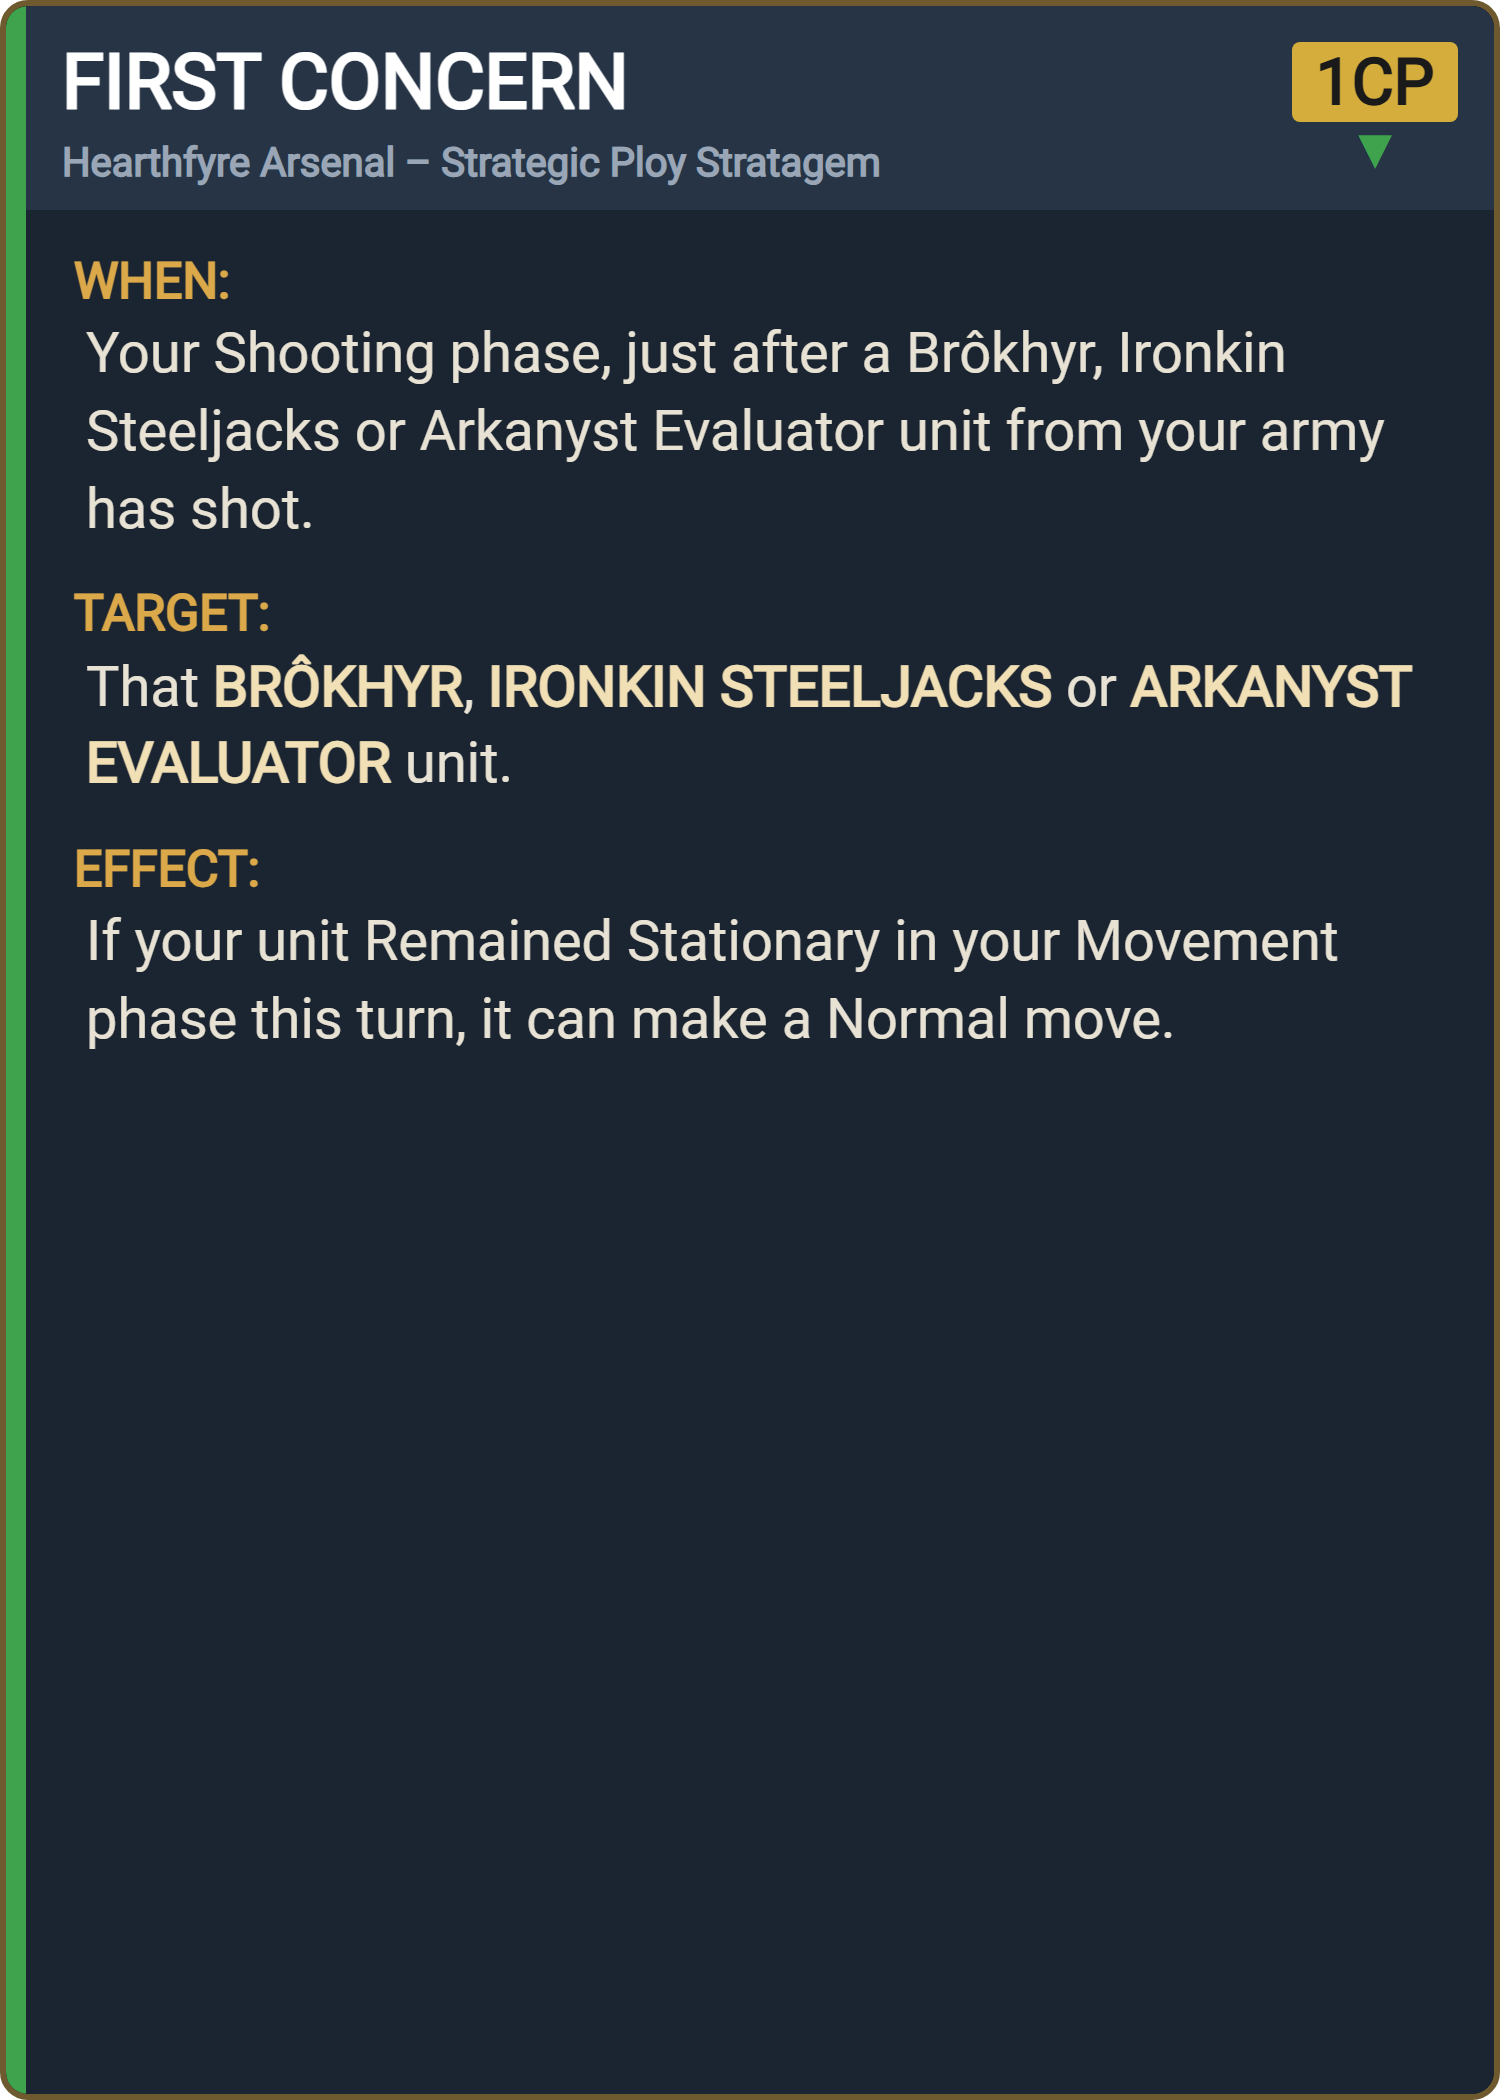 FIRST CONCERN
1CP
Hearthfyre Arsenal – Strategic Ploy Stratagem
WHEN:
Your Shooting phase, just after a Brôkhyr, Ironkin
Steeljacks or Arkanyst Evaluator unit from your army
has shot.
TARGET:
That BRÔKHYR, IRONKIN STEELJACKS or ARKANYST
EVALUATOR unit.
EFFECT:
If your unit Remained Stationary in your Movement
phase this turn, it can make a Normal move.